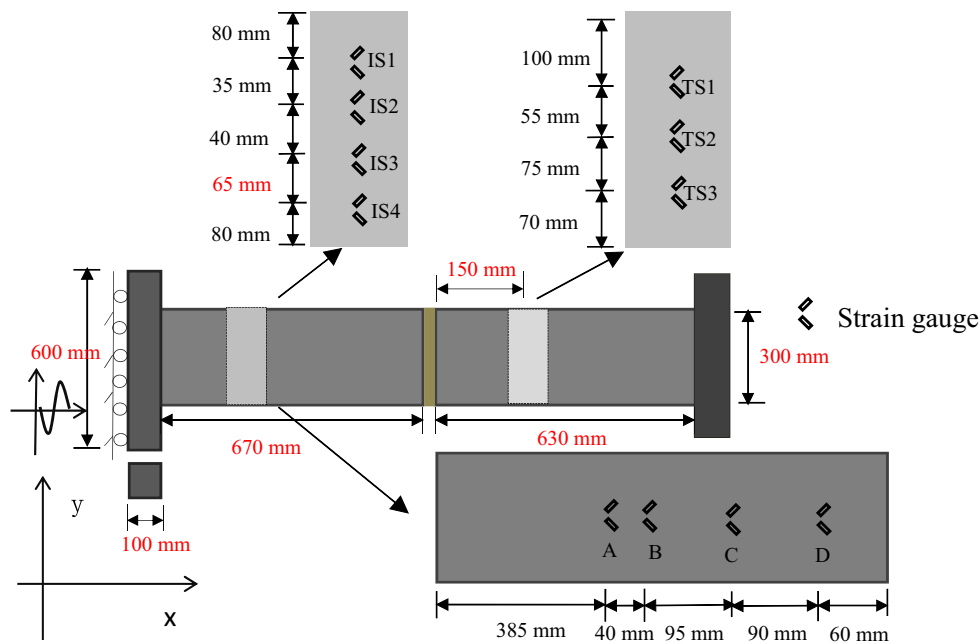 80 mm
IS1
35 mm
IS2
40 mm
IS3
65 mm
IS4
80 mm
100 mm
TS1
55 mm
TS2
75 mm
TS3
70 mm
150 mm
Strain gauge
600 mm
300 mm
670 mm
630 mm
y
100 mm
x
A
B
C
D
385 mm
40 mm
95 mm
90 mm
60 mm